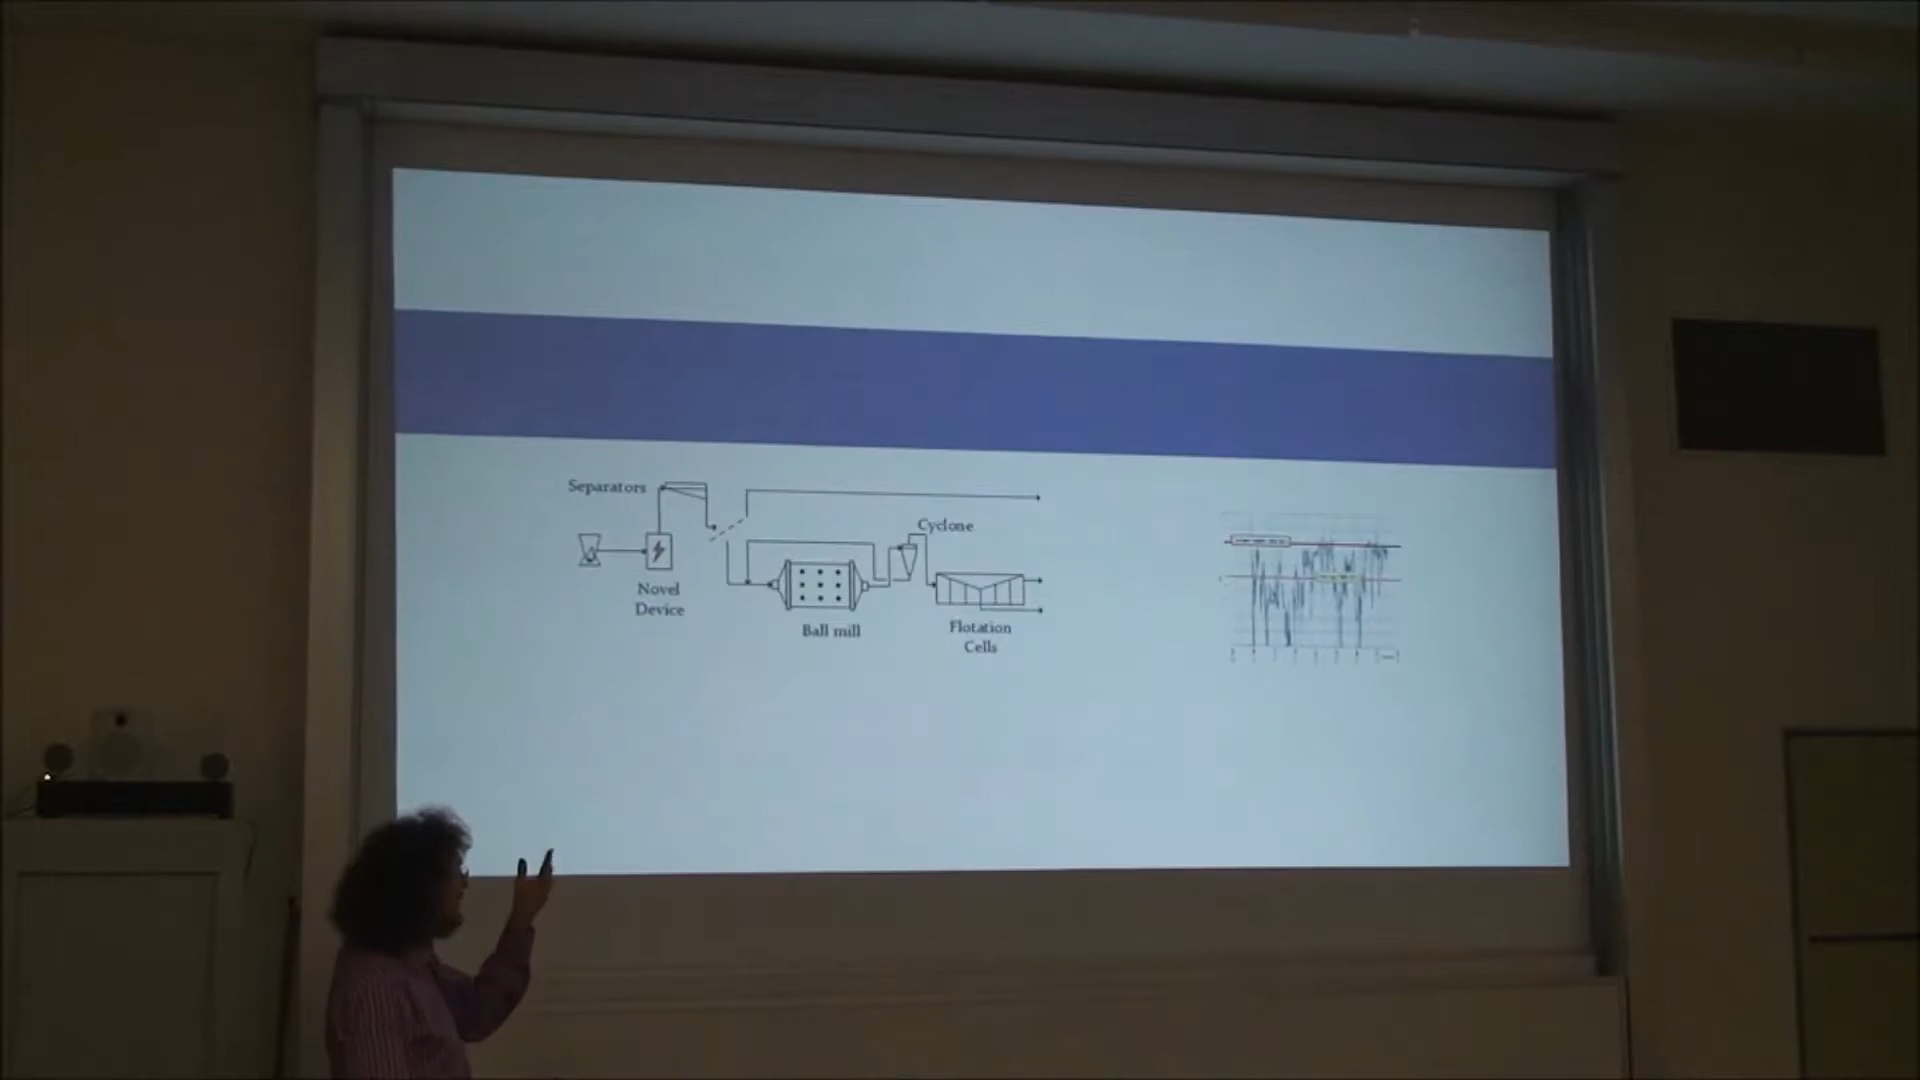 Separators
Cyclone
Novel
Device
Ball mill
Flotation
Cells